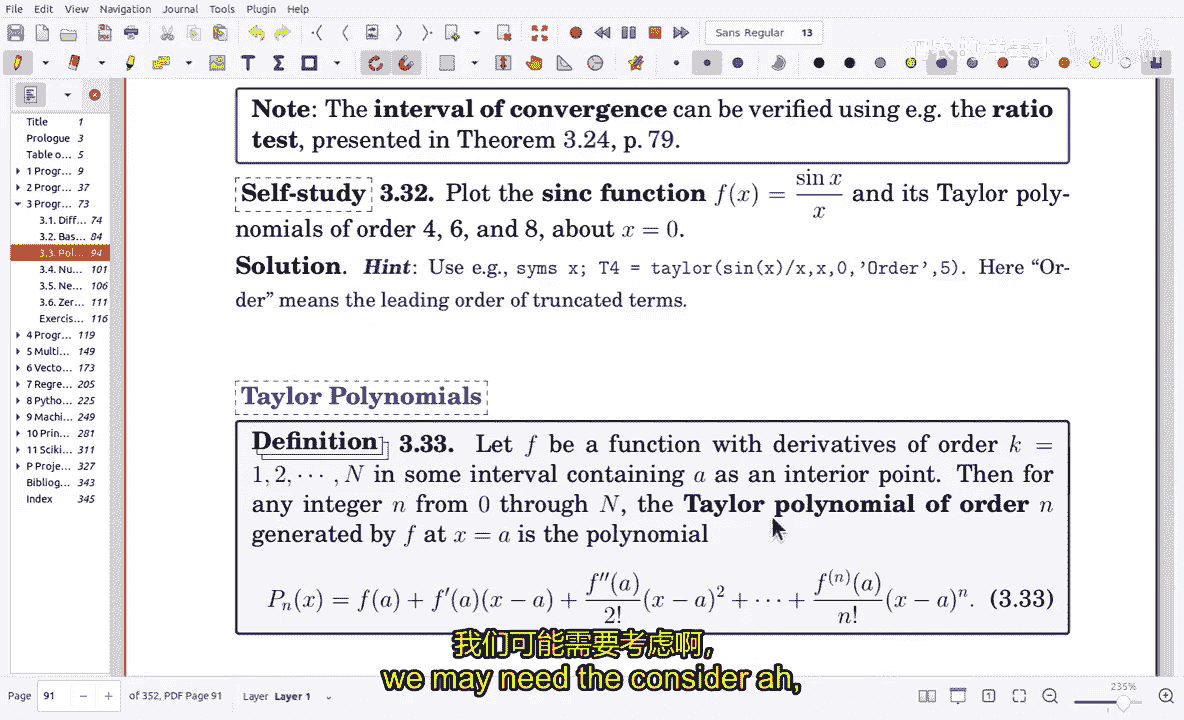 File Edit View Navigation Journal Tools Plugin Help
Sans Regular 13
Title 1
Prologue 3
Table o... 5
1 Progr... 9
2 Progr... 37
3 Progr... 73
3.1. Diff... 74
3.2. Bas... 84
3.3. Pol... 94
3.4. Nu... 101
3.5. Ne... 106
3.6. Zer... 111
Exercis... 116
4 Progr... 119
5 Multi... 149
6 Vecto... 173
7 Regre... 205
8 Pytho... 225
9 Machi... 249
10 Prin... 281
11 Sciki... 311
P Proje... 327
Bibliog... 343
Index 345
Note: The interval of convergence can be verified using e.g. the ratio
test, presented in Theorem 3.24, p. 79.
Self-study 3.32. Plot the sinc function f(x) = sin x / x and its Taylor poly-
nomials of order 4, 6, and 8, about x = 0.
Solution. Hint: Use e.g., syms x; T4 = taylor(sin(x)/x,x,0,'Order',5). Here “Or-
der” means the leading order of truncated terms.
Taylor Polynomials
Definition 3.33. Let f be a function with derivatives of order k =
1, 2, ⋯ , N in some interval containing a as an interior point. Then for
any integer n from 0 through N, the Taylor polynomial of order n
generated by f at x = a is the polynomial
Pₙ(x) = f(a) + f′(a)(x − a) + f″(a)/2! (x − a)² + ⋯ + f⁽ⁿ⁾(a)/n! (x − a)ⁿ. (3.33)
我们可能需要考虑啊,
we may need the consider ah,
Page 91 − + of 352, PDF Page 91 Layer Layer 1 235%